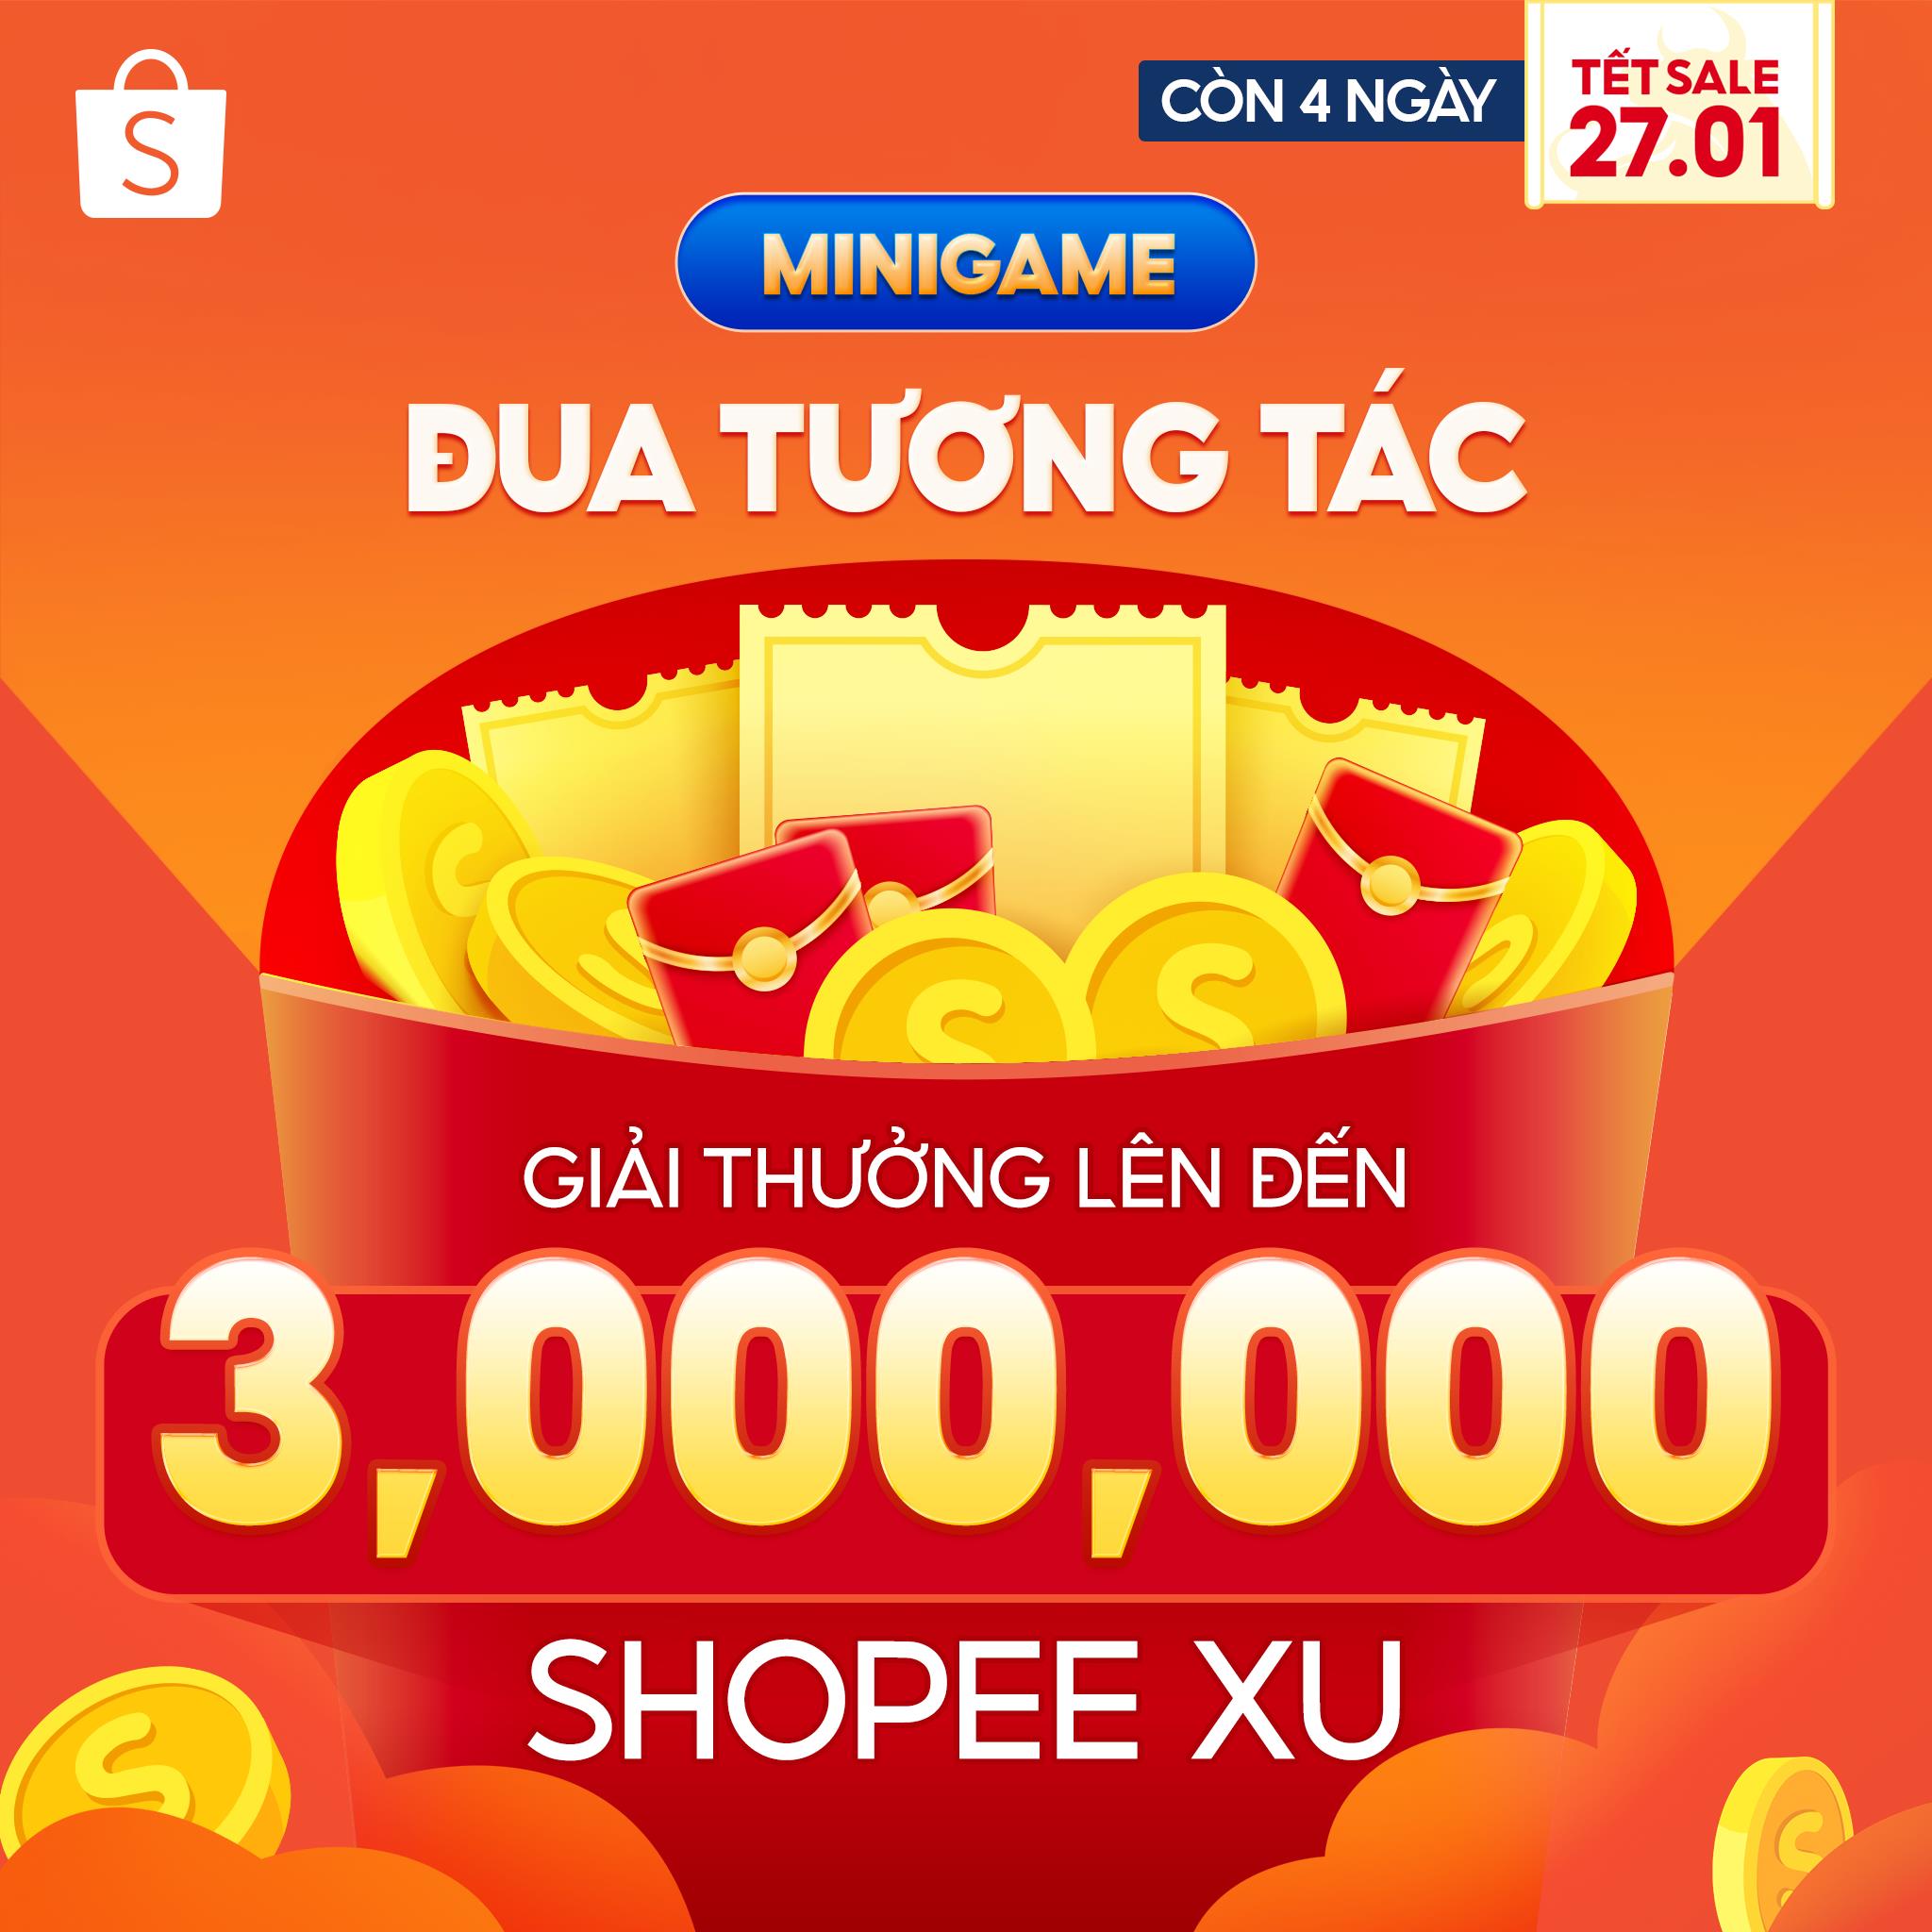 S
CÒN 4 NGÀY
TẾT SALE
27.01
MINIGAME
ĐUA TƯƠNG TÁC
S
S
S
S
S
GIẢI THƯỞNG LÊN ĐẾN
3,000,000
SHOPEE XU
S
S